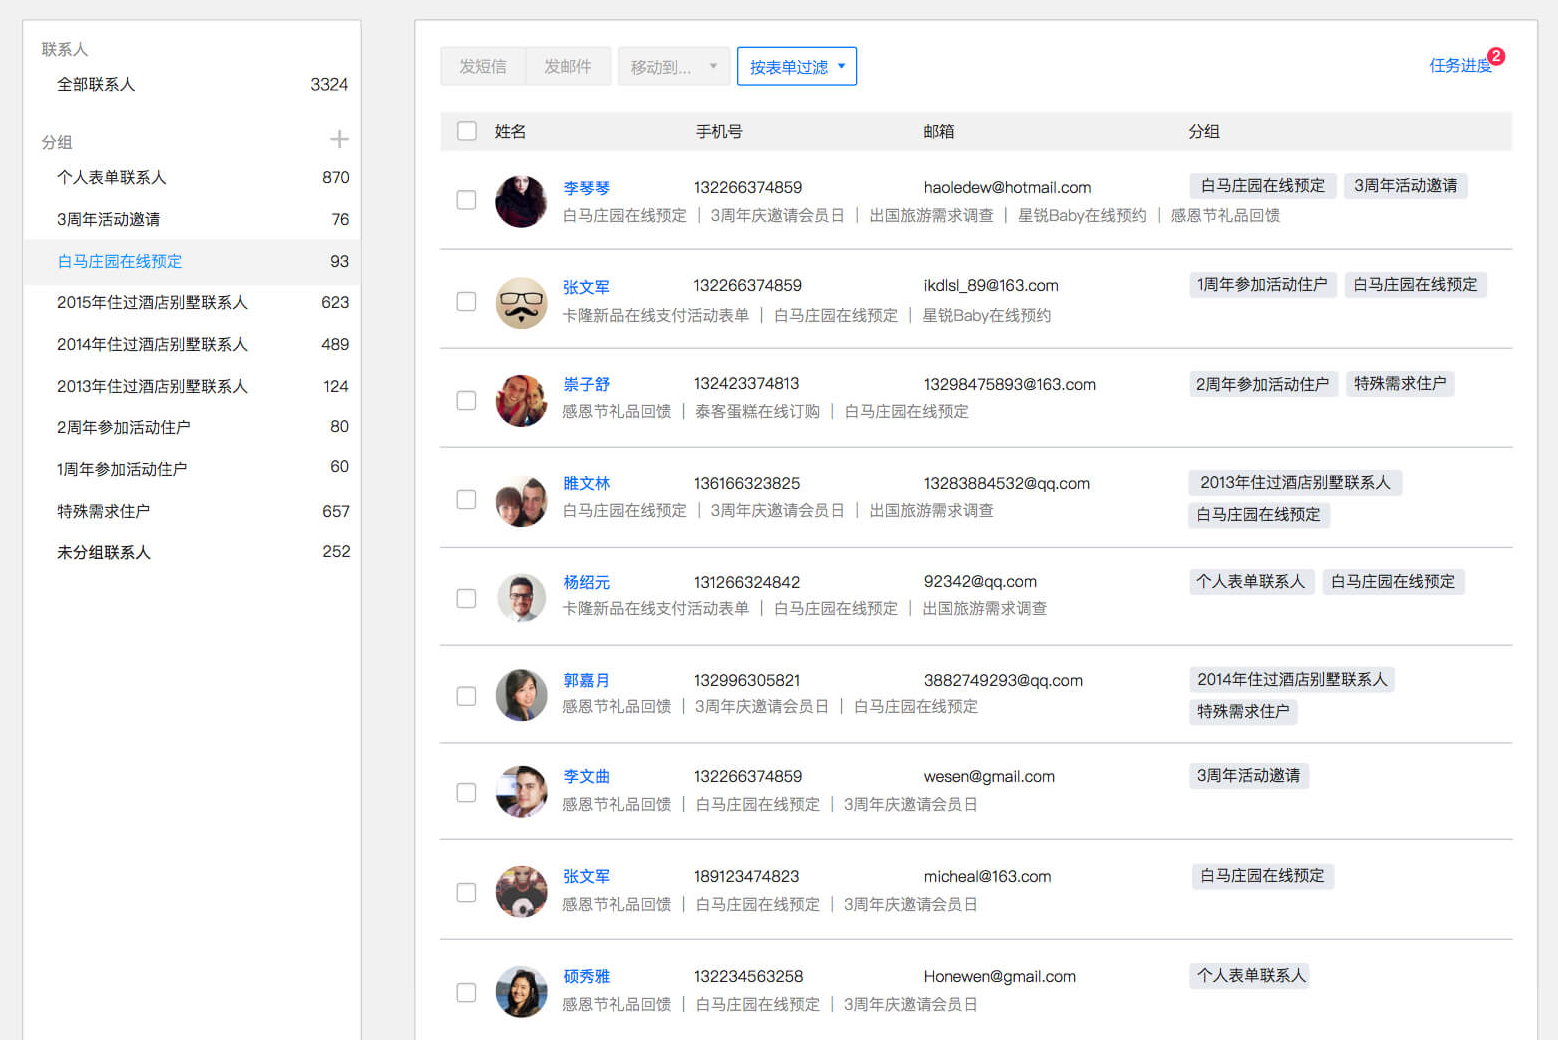 联系人
全部联系人 3324
分组
个人表单联系人 870
3周年活动邀请 76
白马庄园在线预定 93
2015年住过酒店别墅联系人 623
2014年住过酒店别墅联系人 489
2013年住过酒店别墅联系人 124
2周年参加活动住户 80
1周年参加活动住户 60
特殊需求住户 657
未分组联系人 252
发短信 发邮件 移动到... 按表单过滤 任务进度 2
姓名 手机号 邮箱 分组
李琴琴 132266374859 haoledew@hotmail.com 白马庄园在线预定 3周年活动邀请
白马庄园在线预定 | 3周年庆邀请会员日 | 出国旅游需求调查 | 星锐Baby在线预约 | 感恩节礼品回馈
张文军 132266374859 ikdlsl_89@163.com 1周年参加活动住户 白马庄园在线预定
卡隆新品在线支付活动表单 | 白马庄园在线预定 | 星锐Baby在线预约
崇子舒 132423374813 13298475893@163.com 2周年参加活动住户 特殊需求住户
感恩节礼品回馈 | 泰客蛋糕在线订购 | 白马庄园在线预定
睢文林 136166323825 13283884532@qq.com 2013年住过酒店别墅联系人
白马庄园在线预定 | 3周年庆邀请会员日 | 出国旅游需求调查 白马庄园在线预定
杨绍元 131266324842 92342@qq.com 个人表单联系人 白马庄园在线预定
卡隆新品在线支付活动表单 | 白马庄园在线预定 | 出国旅游需求调查
郭嘉月 132996305821 3882749293@qq.com 2014年住过酒店别墅联系人
感恩节礼品回馈 | 3周年庆邀请会员日 | 白马庄园在线预定 特殊需求住户
李文曲 132266374859 wesen@gmail.com 3周年活动邀请
感恩节礼品回馈 | 白马庄园在线预定 | 3周年庆邀请会员日
张文军 189123474823 micheal@163.com 白马庄园在线预定
感恩节礼品回馈 | 白马庄园在线预定 | 3周年庆邀请会员日
硕秀雅 132234563258 Honewen@gmail.com 个人表单联系人
感恩节礼品回馈 | 白马庄园在线预定 | 3周年庆邀请会员日